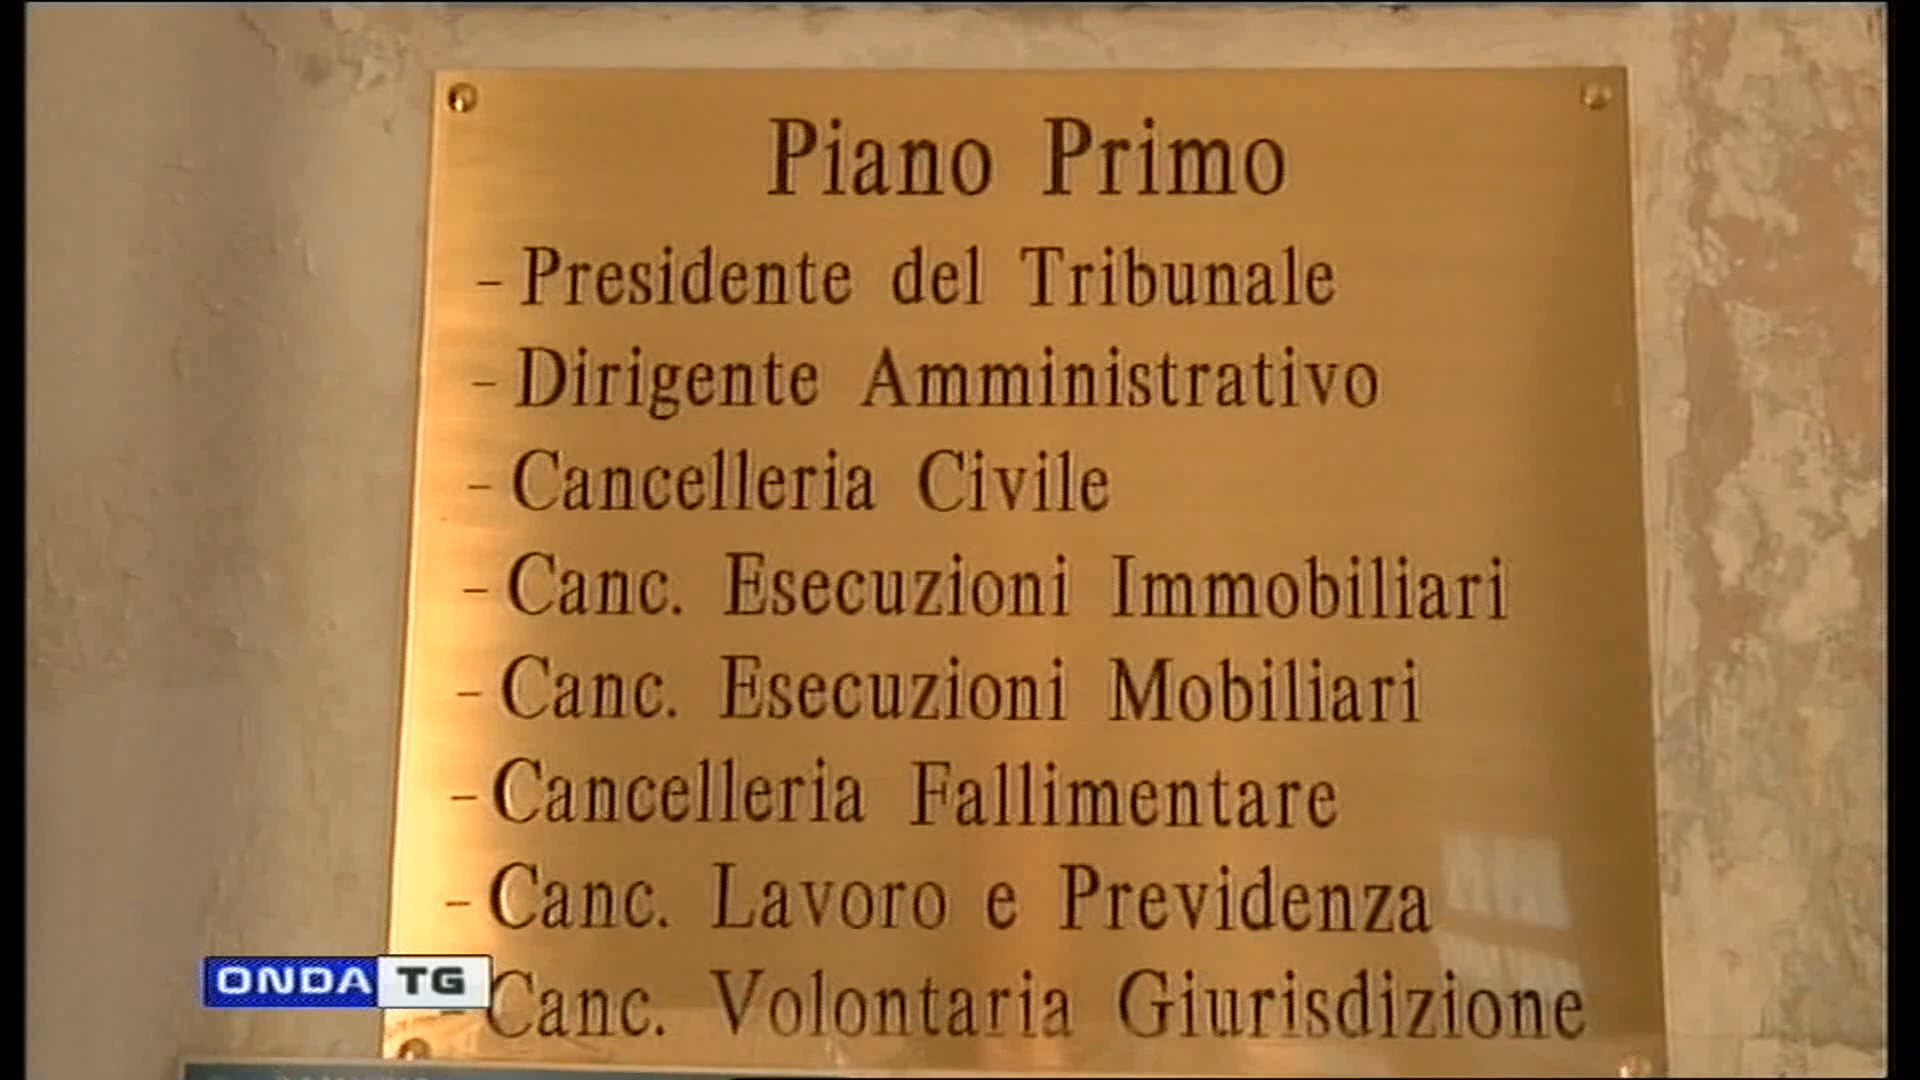 Piano Primo
- Presidente del Tribunale
- Dirigente Amministrativo
- Cancelleria Civile
- Canc. Esecuzioni Immobiliari
- Canc. Esecuzioni Mobiliari
- Cancelleria Fallimentare
- Canc. Lavoro e Previdenza
- Canc. Volontaria Giurisdizione
ONDA TG